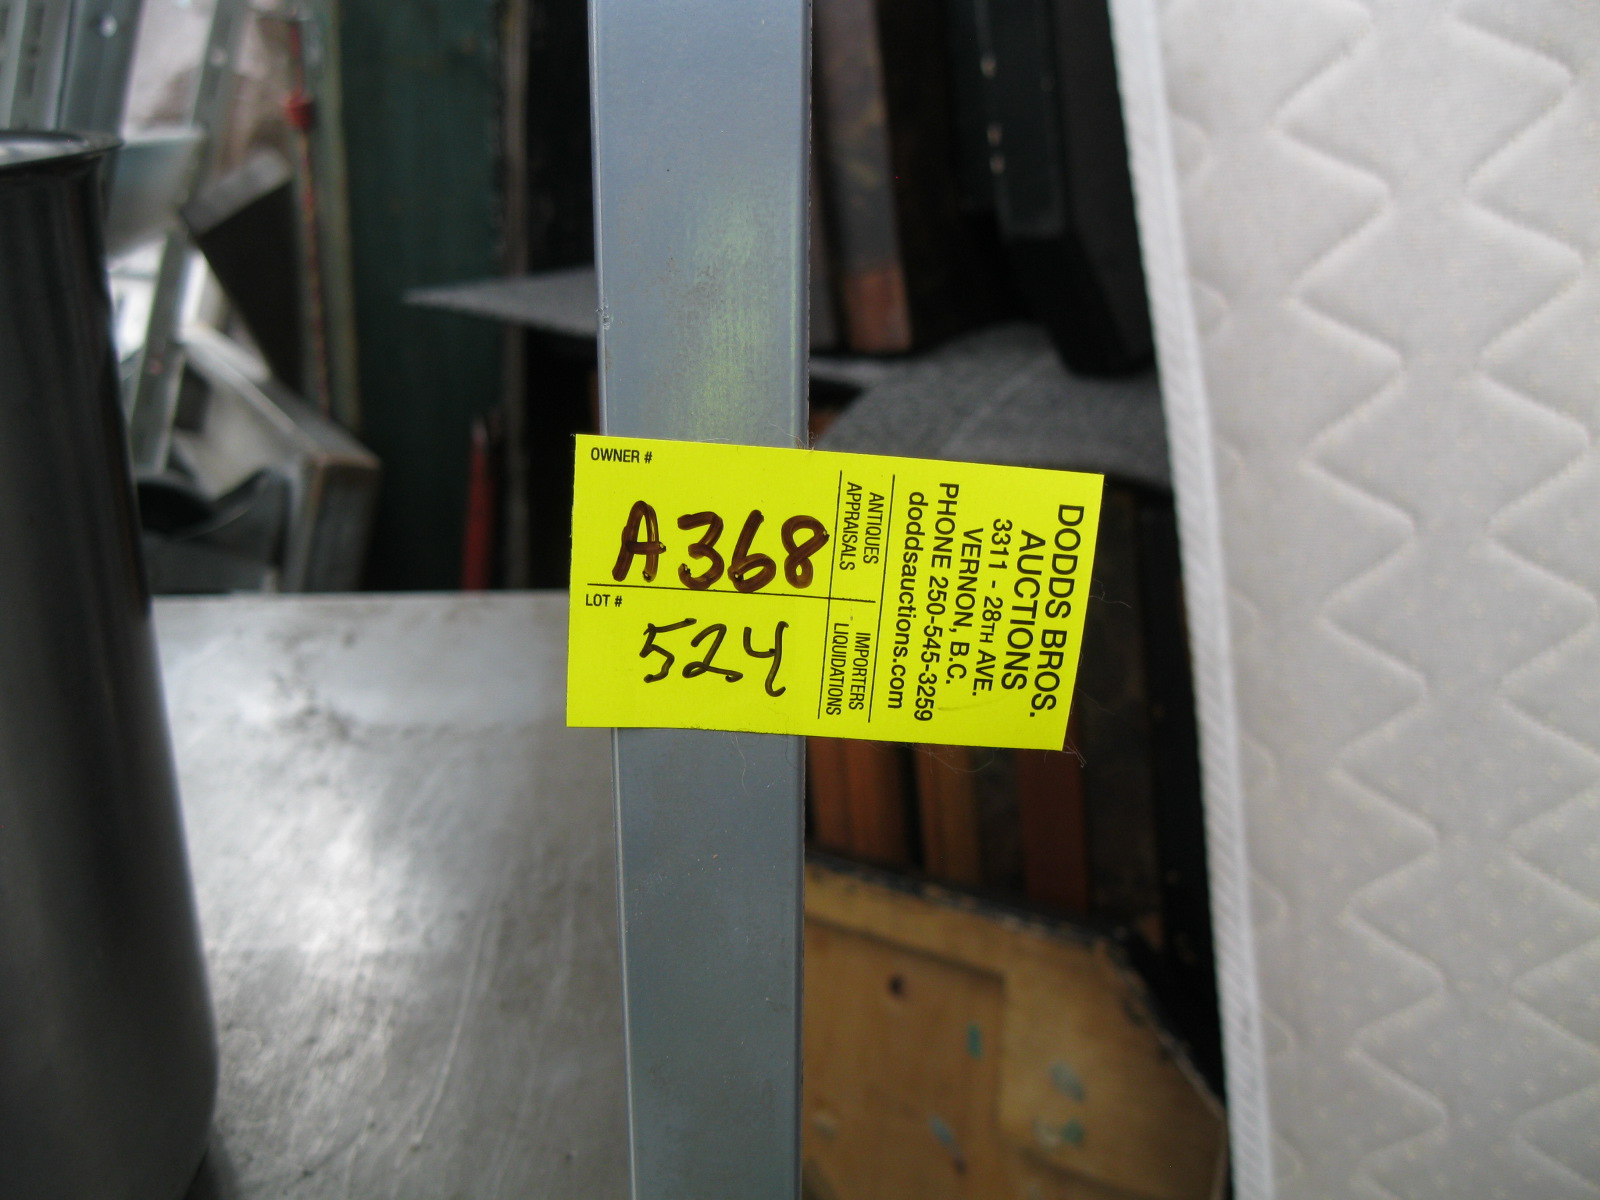 OWNER #
A368
LOT #
524
DODDS BROS.
AUCTIONS
3311 - 28TH AVE.
VERNON, B.C.
PHONE 250-545-3259
doddsauctions.com
ANTIQUES IMPORTERS
APPRAISALS LIQUIDATIONS